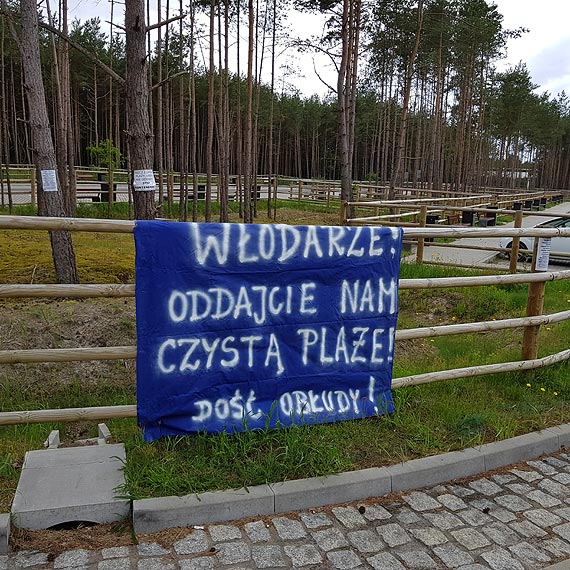 WŁODARZE!
ODDAJCIE NAM
CZYSTĄ PLAŻE!
DOŚĆ OBŁUDY!